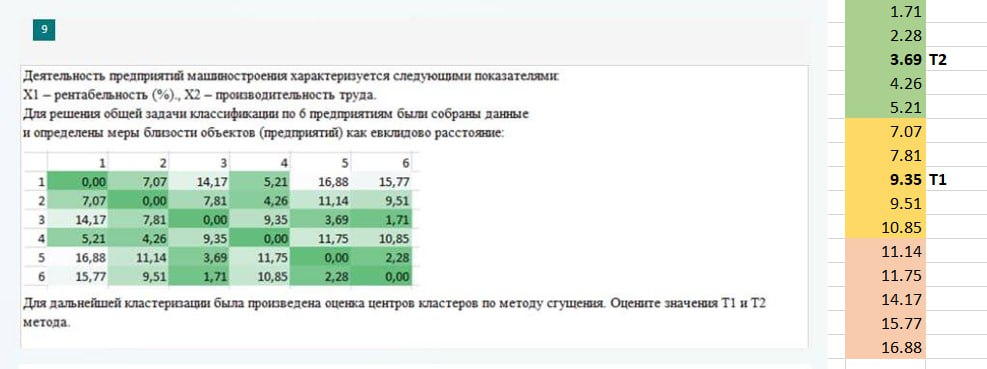 9
Деятельность предприятий машиностроения характеризуется следующими показателями:
X1 – рентабельность (%)., X2 – производительность труда.
Для решения общей задачи классификации по 6 предприятиям были собраны данные
и определены меры близости объектов (предприятий) как евклидово расстояние:
1 2 3 4 5 6
1 0,00 7,07 14,17 5,21 16,88 15,77
2 7,07 0,00 7,81 4,26 11,14 9,51
3 14,17 7,81 0,00 9,35 3,69 1,71
4 5,21 4,26 9,35 0,00 11,75 10,85
5 16,88 11,14 3,69 11,75 0,00 2,28
6 15,77 9,51 1,71 10,85 2,28 0,00
Для дальнейшей кластеризации была произведена оценка центров кластеров по методу сгущения. Оцените значения T1 и T2
метода.
1.71
2.28
3.69 T2
4.26
5.21
7.07
7.81
9.35 T1
9.51
10.85
11.14
11.75
14.17
15.77
16.88